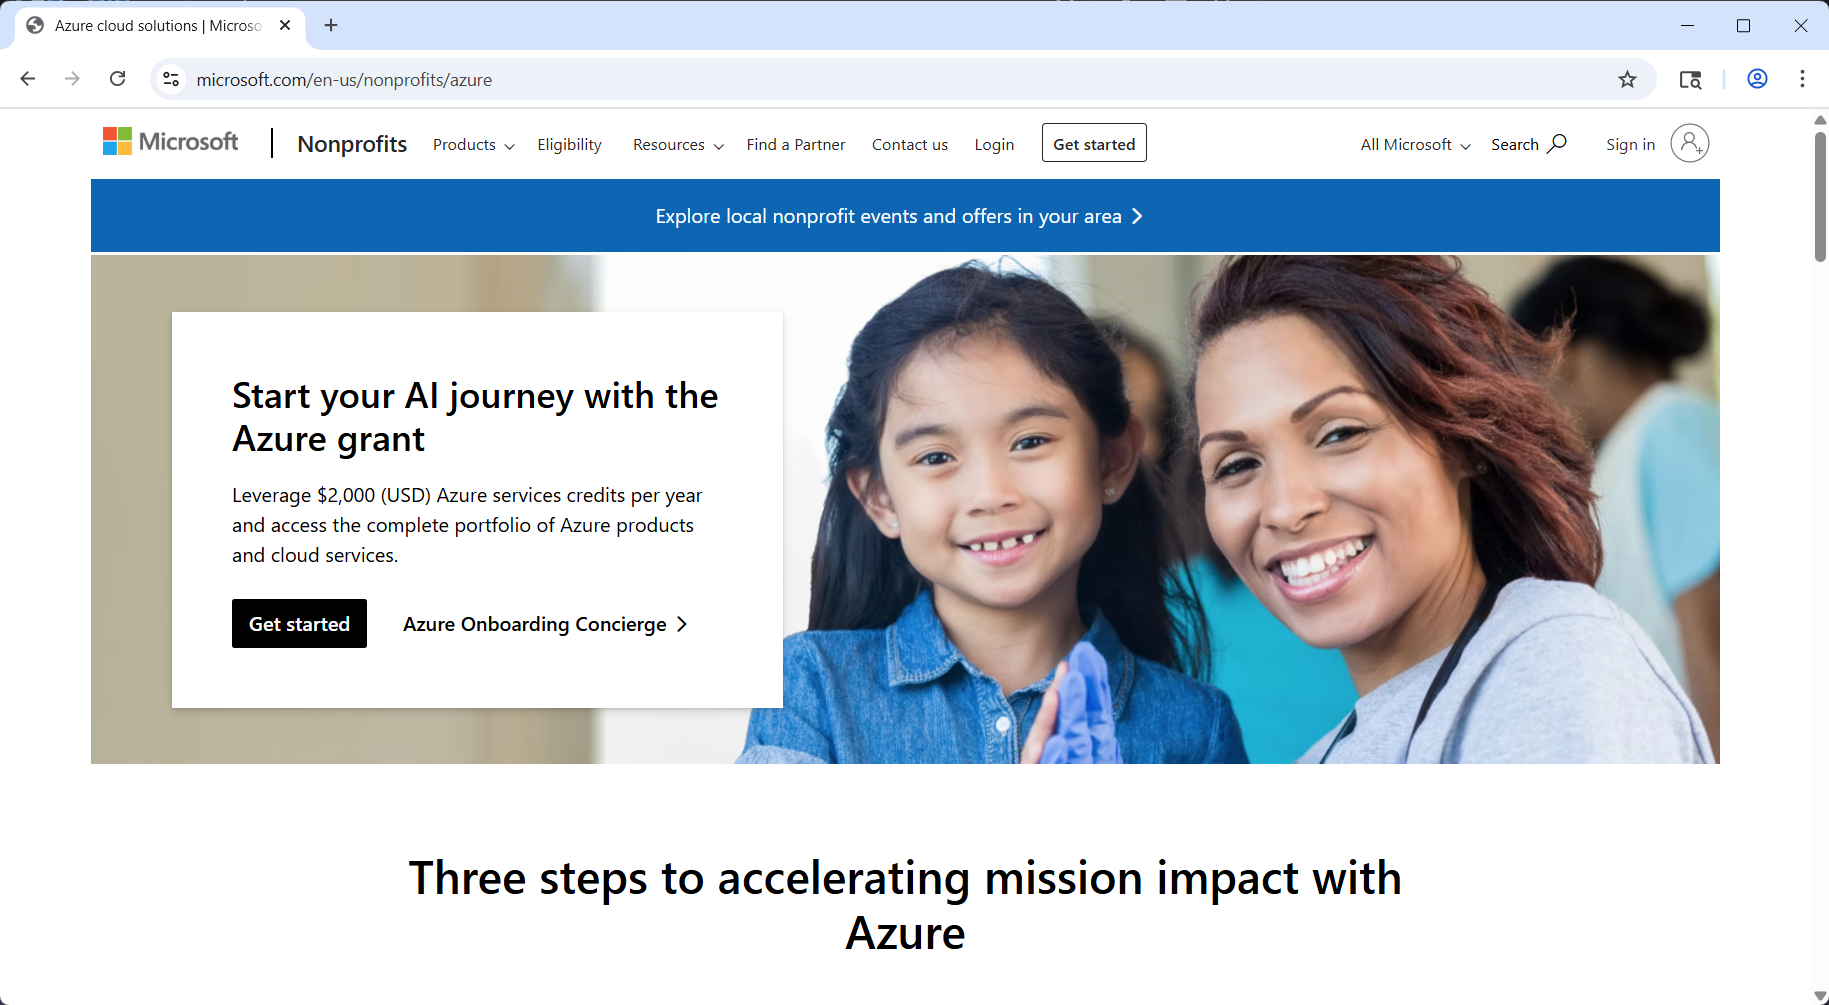 Azure cloud solutions | Microso
microsoft.com/en-us/nonprofits/azure
Microsoft
Nonprofits
Products
Eligibility
Resources
Find a Partner
Contact us
Login
Get started
All Microsoft
Search
Sign in
Explore local nonprofit events and offers in your area
Start your AI journey with the
Azure grant
Leverage $2,000 (USD) Azure services credits per year
and access the complete portfolio of Azure products
and cloud services.
Get started
Azure Onboarding Concierge
Three steps to accelerating mission impact with
Azure